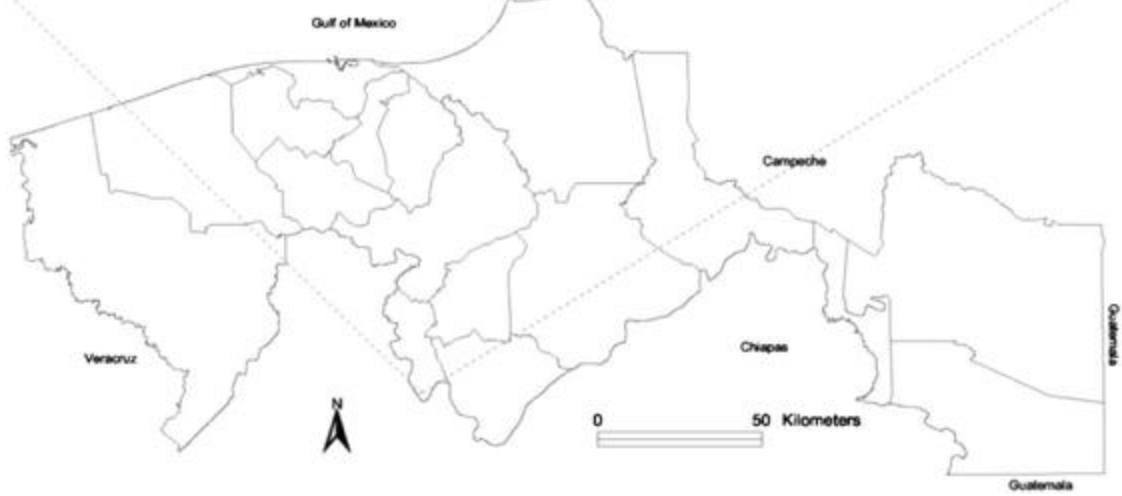 Gulf of Mexico
Campeche
Guatemala
Veracruz
Chiapas
N
0 50 Kilometers
Guatemala